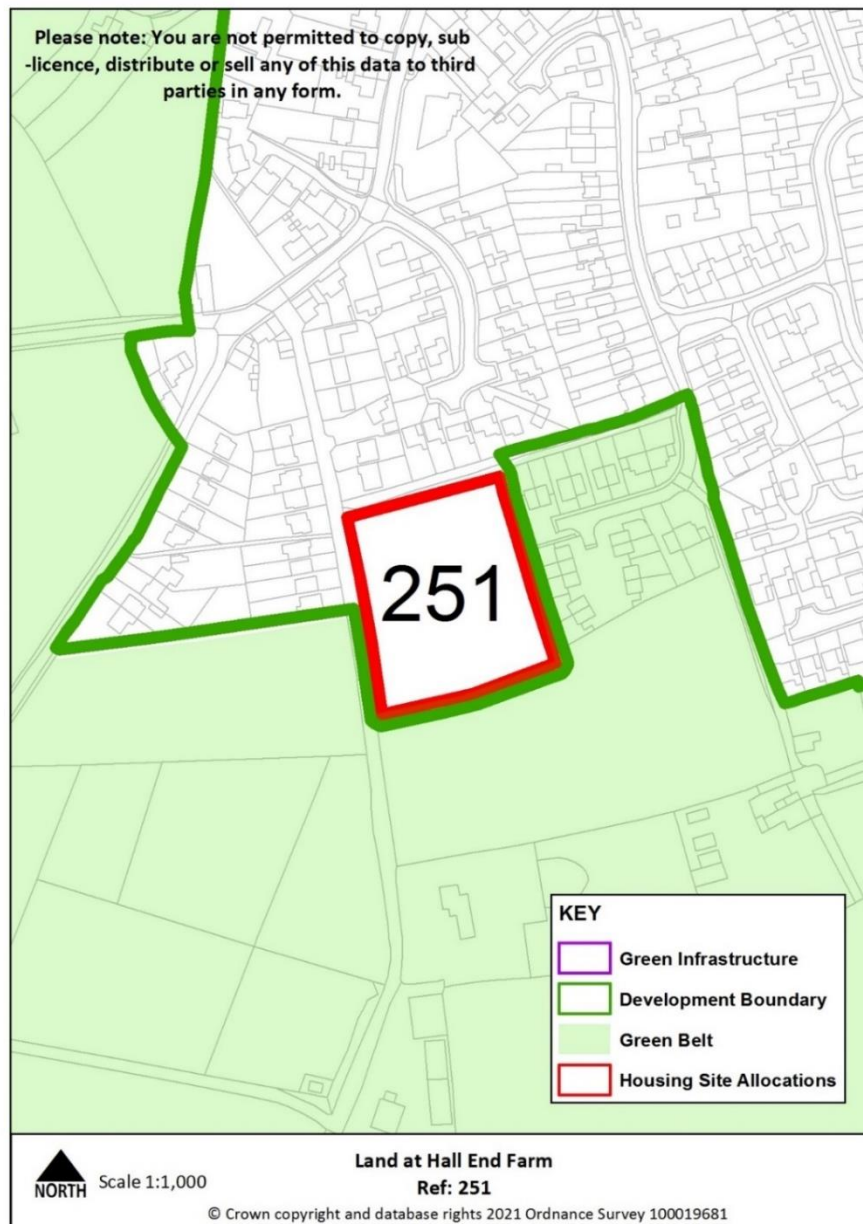 Please note: You are not permitted to copy, sub
-licence, distribute or sell any of this data to third
parties in any form.
251
KEY
Green Infrastructure
Development Boundary
Green Belt
Housing Site Allocations
NORTH
Scale 1:1,000
Land at Hall End Farm
Ref: 251
© Crown copyright and database rights 2021 Ordnance Survey 100019681